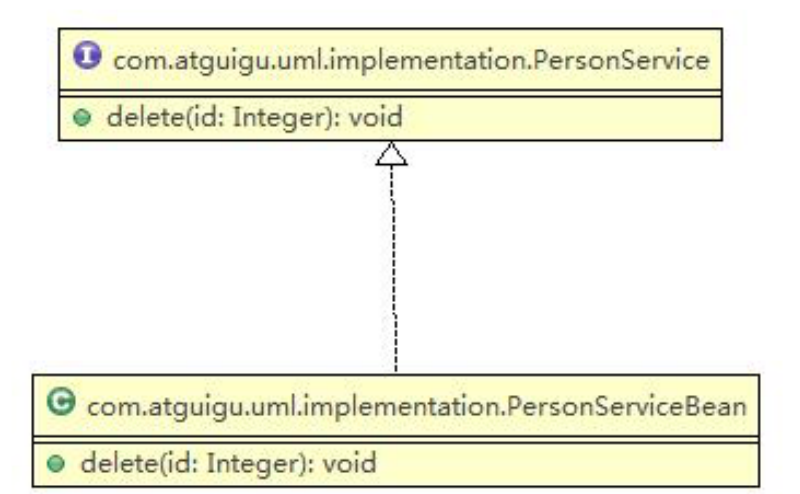 I com.atguigu.uml.implementation.PersonService
delete(id: Integer): void
C com.atguigu.uml.implementation.PersonServiceBean
delete(id: Integer): void